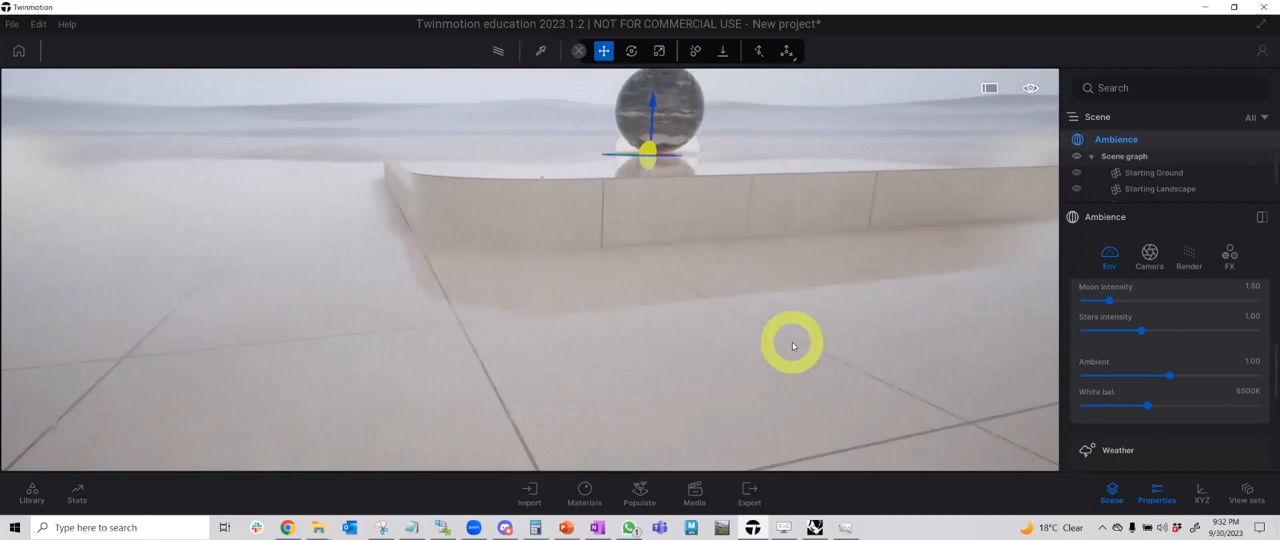 Twinmotion
Twinmotion education 2023.1.2 | NOT FOR COMMERCIAL USE - New project*
File Edit Help
Search
Scene All
Ambience
Scene graph
Starting Ground
Starting Landscape
Ambience
Env Camera Render FX
Moon intensity 1.50
Stars intensity 1.00
Ambient 1.00
White bal. 6500K
Weather
Library Stats Import Materials Populate Media Export Scene Properties XYZ View sets
Type here to search
18°C Clear
9:32 PM
9/30/2023